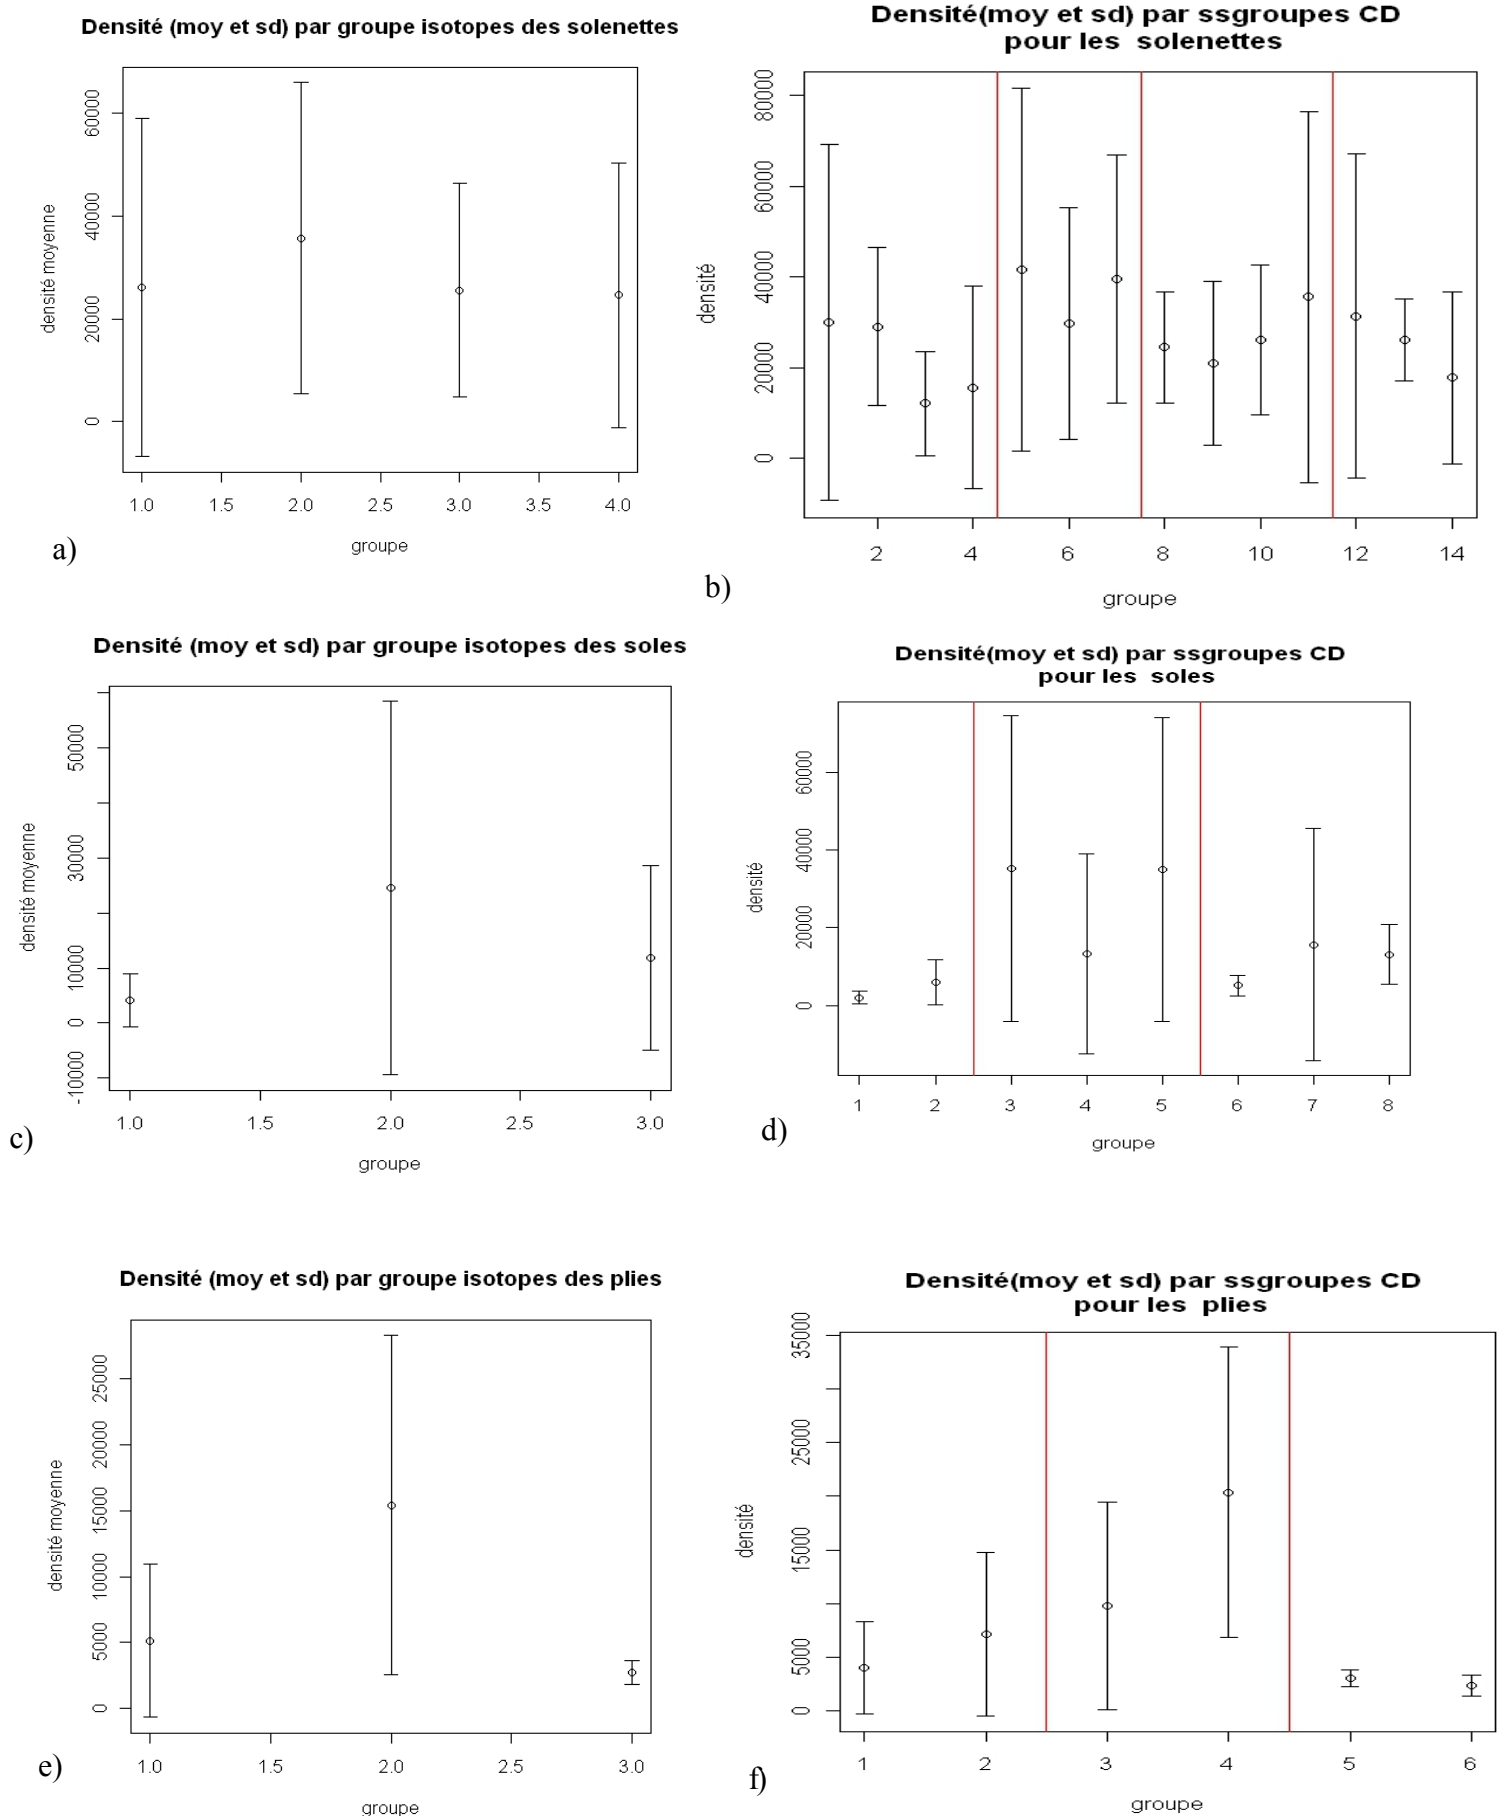 Densité (moy et sd) par groupe isotopes des solenettes
densité moyenne
60000
40000
20000
0
1.0 1.5 2.0 2.5 3.0 3.5 4.0
groupe
a)
Densité(moy et sd) par ssgroupes CD
pour les solenettes
densité
80000
60000
40000
20000
0
2 4 6 8 10 12 14
groupe
b)
Densité (moy et sd) par groupe isotopes des soles
densité moyenne
50000
30000
10000
0
-10000
1.0 1.5 2.0 2.5 3.0
groupe
c)
Densité(moy et sd) par ssgroupes CD
pour les soles
densité
60000
40000
20000
0
1 2 3 4 5 6 7 8
groupe
d)
Densité (moy et sd) par groupe isotopes des plies
densité moyenne
25000
20000
15000
10000
5000
0
1.0 1.5 2.0 2.5 3.0
groupe
e)
Densité(moy et sd) par ssgroupes CD
pour les plies
densité
35000
25000
15000
5000
0
1 2 3 4 5 6
groupe
f)